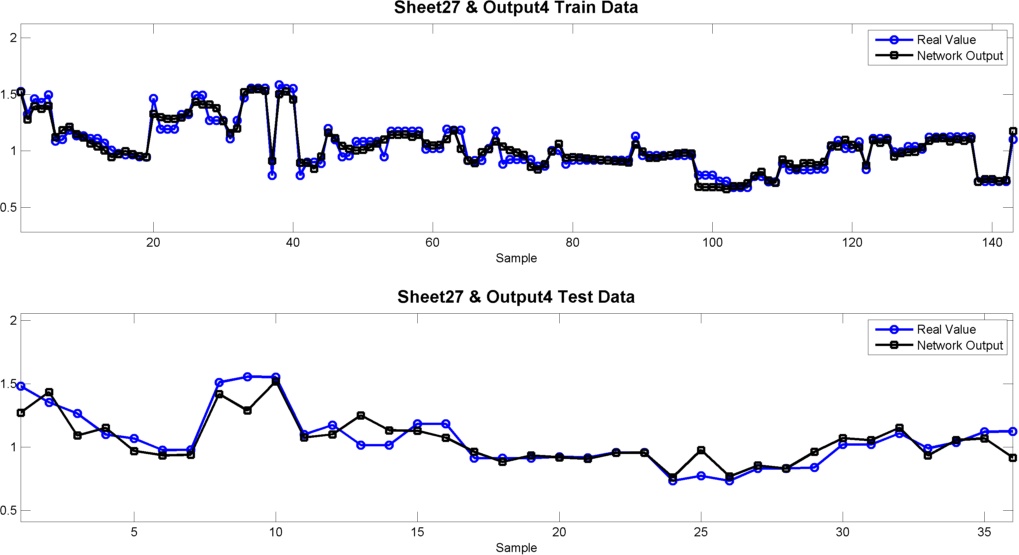 Sheet27 & Output4 Train Data
2
1.5
1
0.5
Real Value
Network Output
20 40 60 80 100 120 140
Sample
Sheet27 & Output4 Test Data
2
1.5
1
0.5
Real Value
Network Output
5 10 15 20 25 30 35
Sample